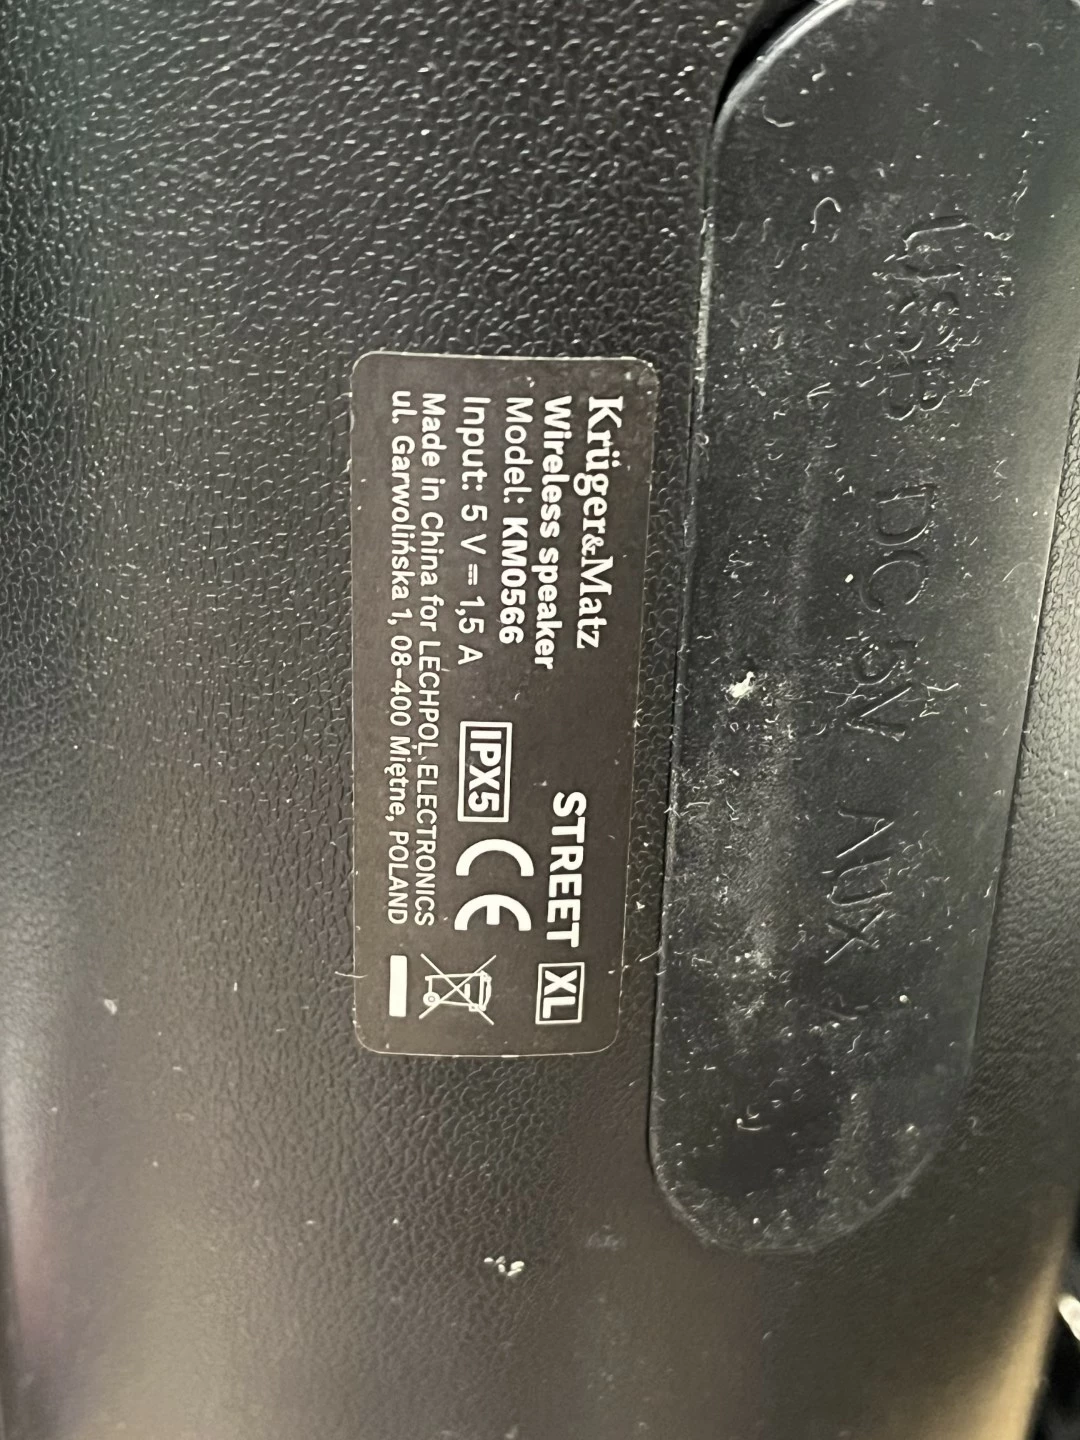 Krüger&Matz
Wireless speaker
Model: KM0566
Input: 5 V ⎓ 1,5 A
Made in China for LECHPOL ELECTRONICS
ul. Garwolińska 1, 08-400 Miętne, POLAND
STREET XL
IPX5 CE
USB DC 5V AUX